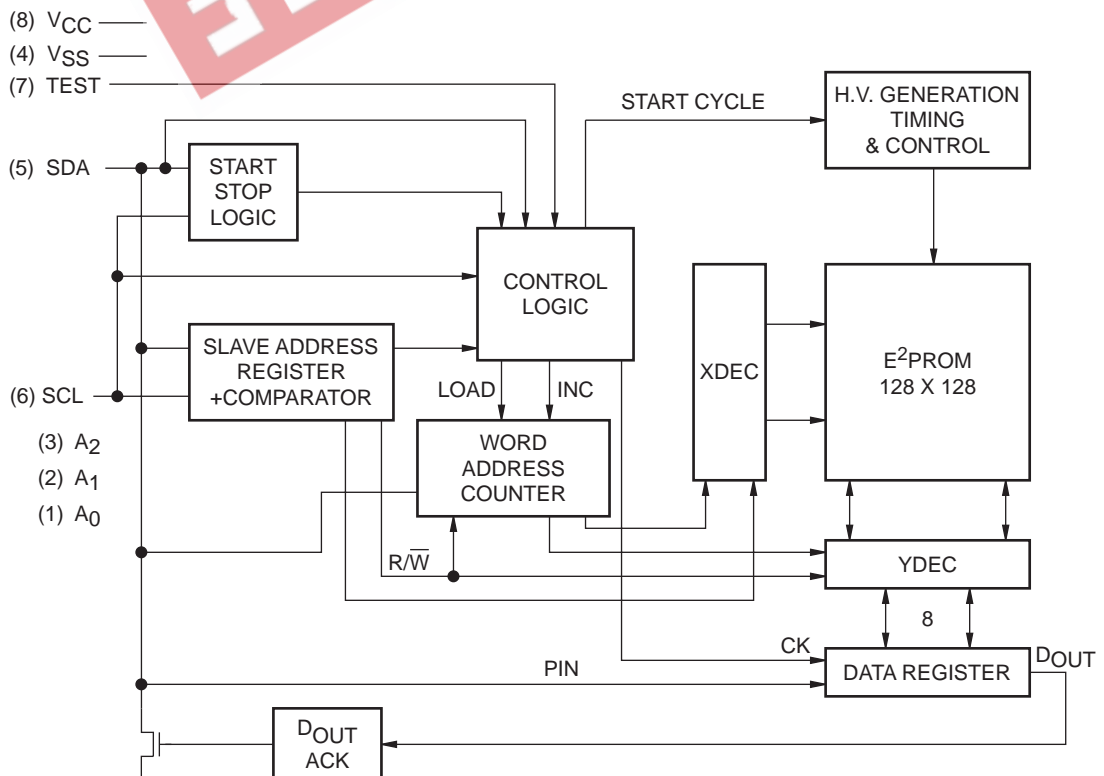 (8) VCC
(4) VSS
(7) TEST
START CYCLE
H.V. GENERATION
TIMING
& CONTROL
(5) SDA
START
STOP
LOGIC
CONTROL
LOGIC
XDEC
E2PROM
128 X 128
SLAVE ADDRESS
REGISTER
+COMPARATOR
(6) SCL
LOAD
INC
(3) A2
(2) A1
(1) A0
WORD
ADDRESS
COUNTER
R/W̅
YDEC
8
CK
PIN
DATA REGISTER
DOUT
DOUT
ACK